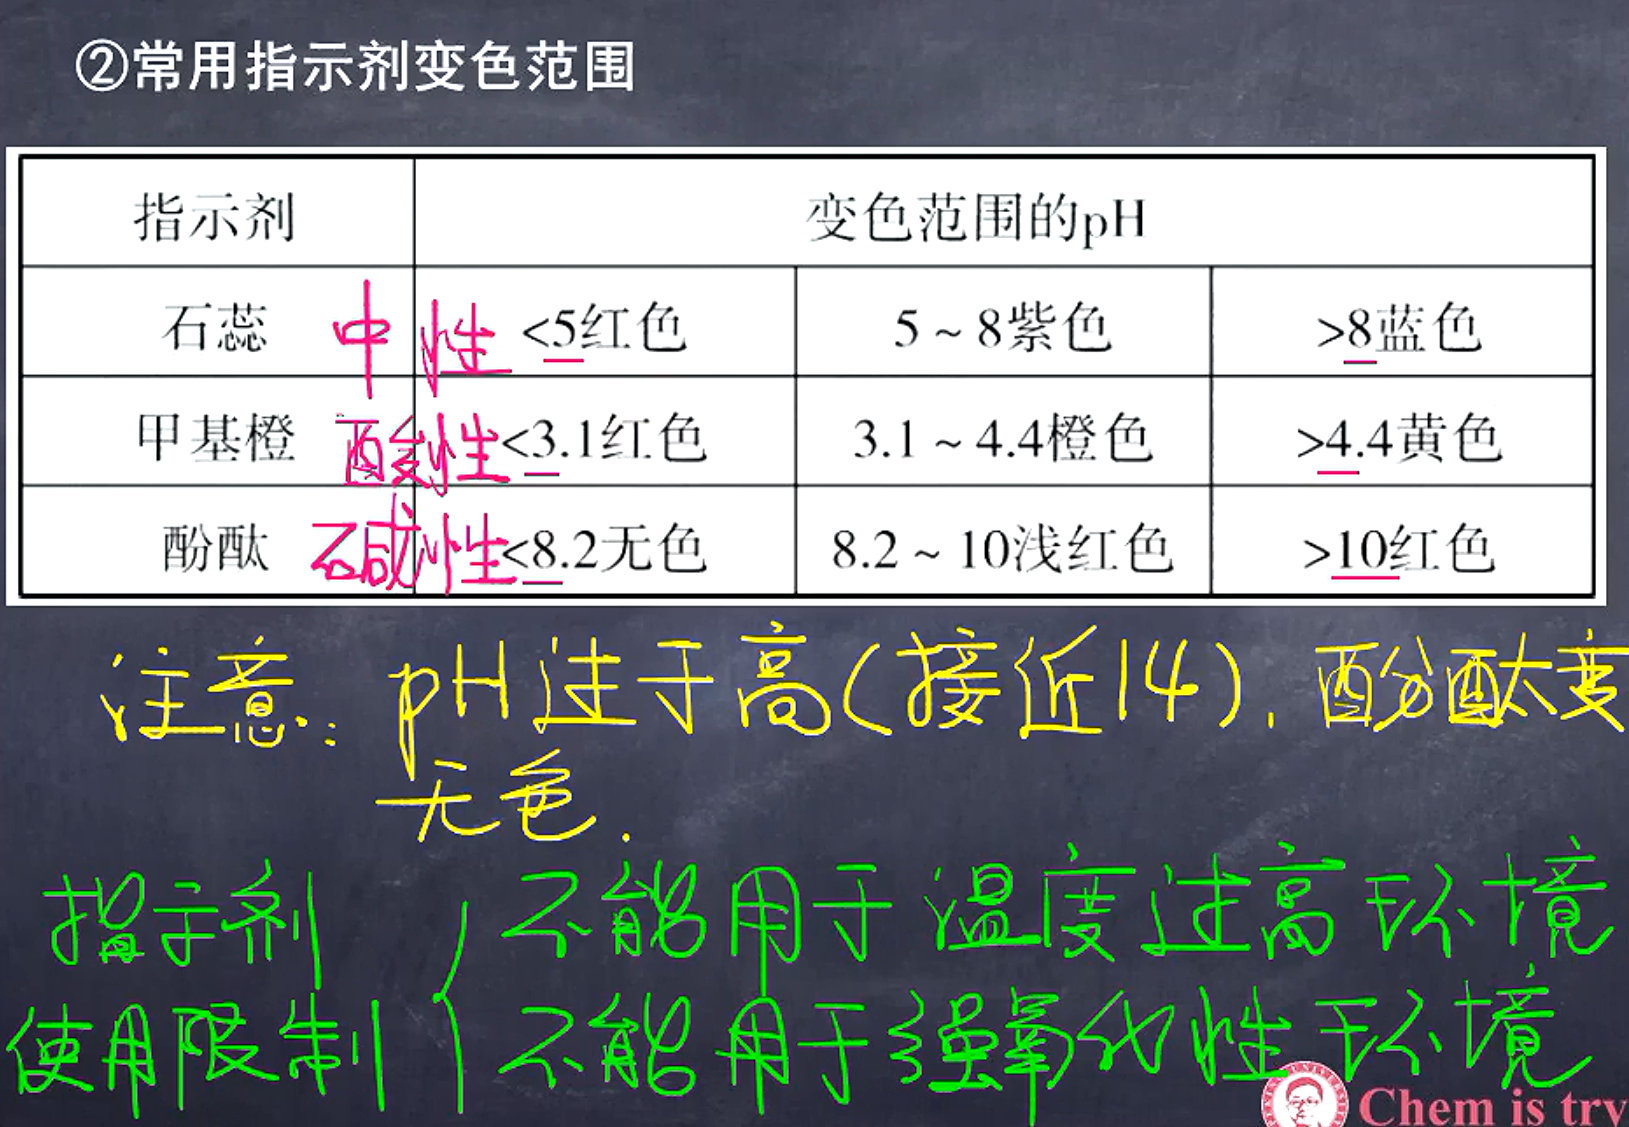 ②常用指示剂变色范围
指示剂 变色范围的pH
石蕊 中性 <5红色 5~8紫色 >8蓝色
甲基橙 酸性 <3.1红色 3.1~4.4橙色 >4.4黄色
酚酞 碱性 <8.2无色 8.2~10浅红色 >10红色
注意:pH过于高(接近14),酚酞变
无色.
指示剂 不能用于温度过高环境
使用限制 不能用于强氧化性环境
Chem is try